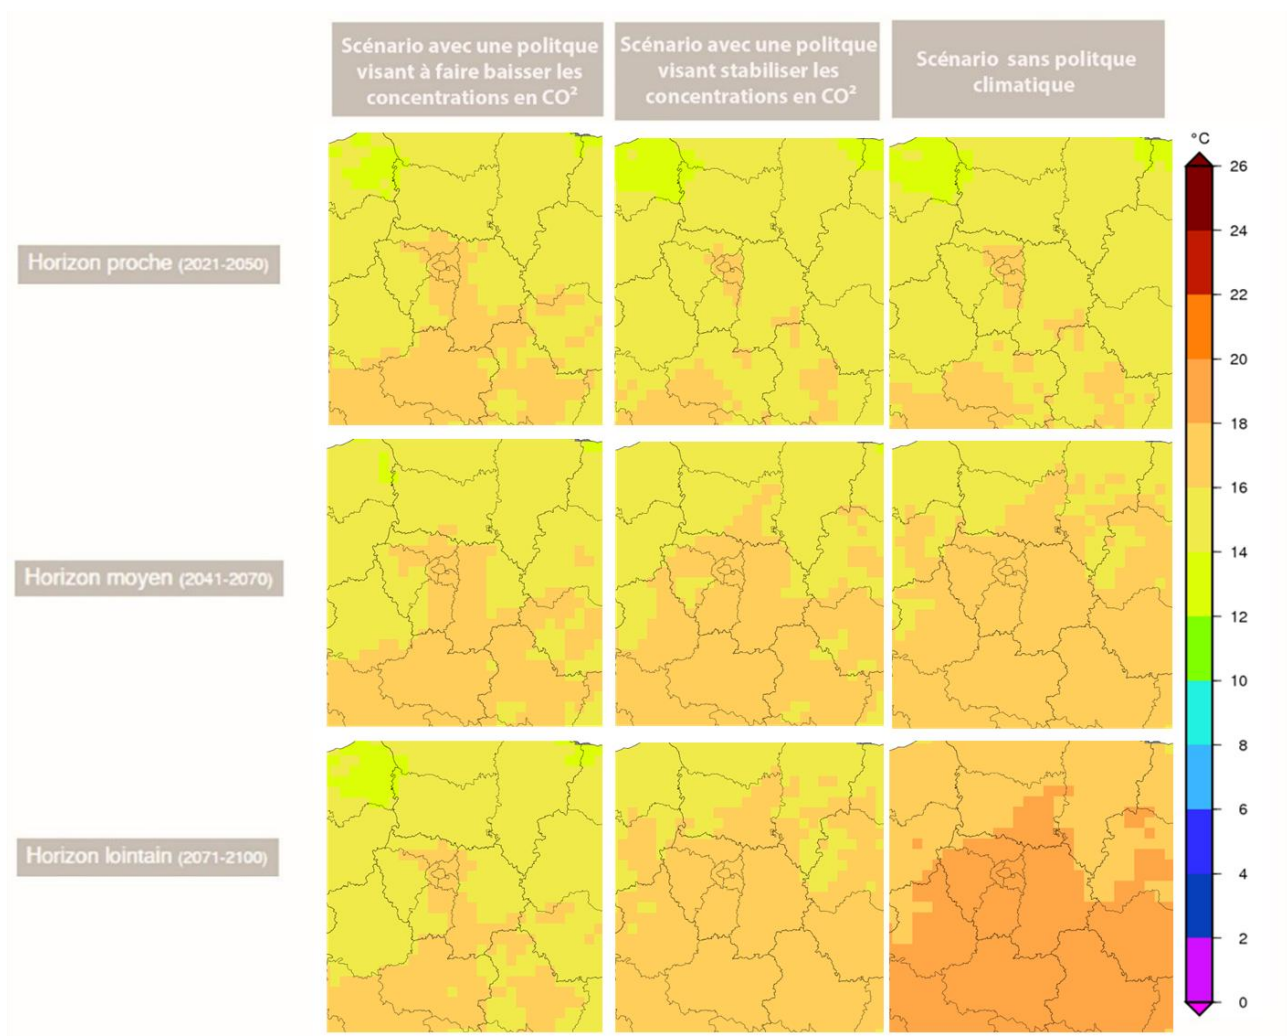 Scénario avec une politque
visant à faire baisser les
concentrations en CO²
Scénario avec une politque
visant stabiliser les
concentrations en CO²
Scénario sans politque
climatique
°C
26
24
22
20
18
16
14
12
10
8
6
4
2
0
Horizon proche (2021-2050)
Horizon moyen (2041-2070)
Horizon lointain (2071-2100)